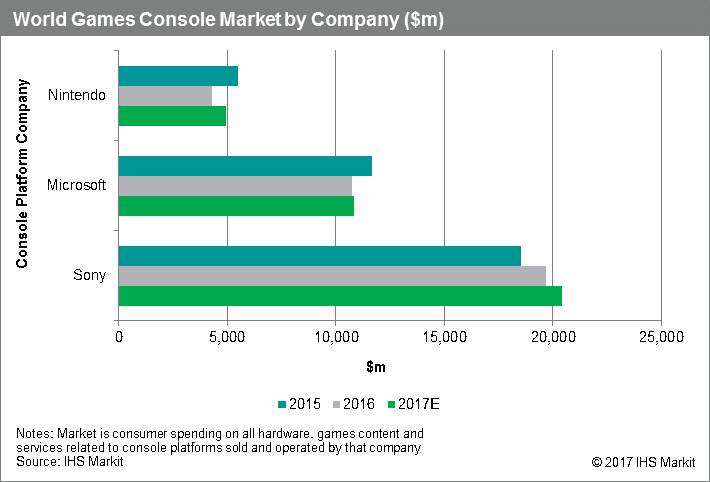 World Games Console Market by Company ($m)
Console Platform Company
Nintendo
Microsoft
Sony
0 5,000 10,000 15,000 20,000 25,000
$m
2015 2016 2017E
Notes: Market is consumer spending on all hardware, games content and
services related to console platforms sold and operated by that company
Source: IHS Markit
© 2017 IHS Markit